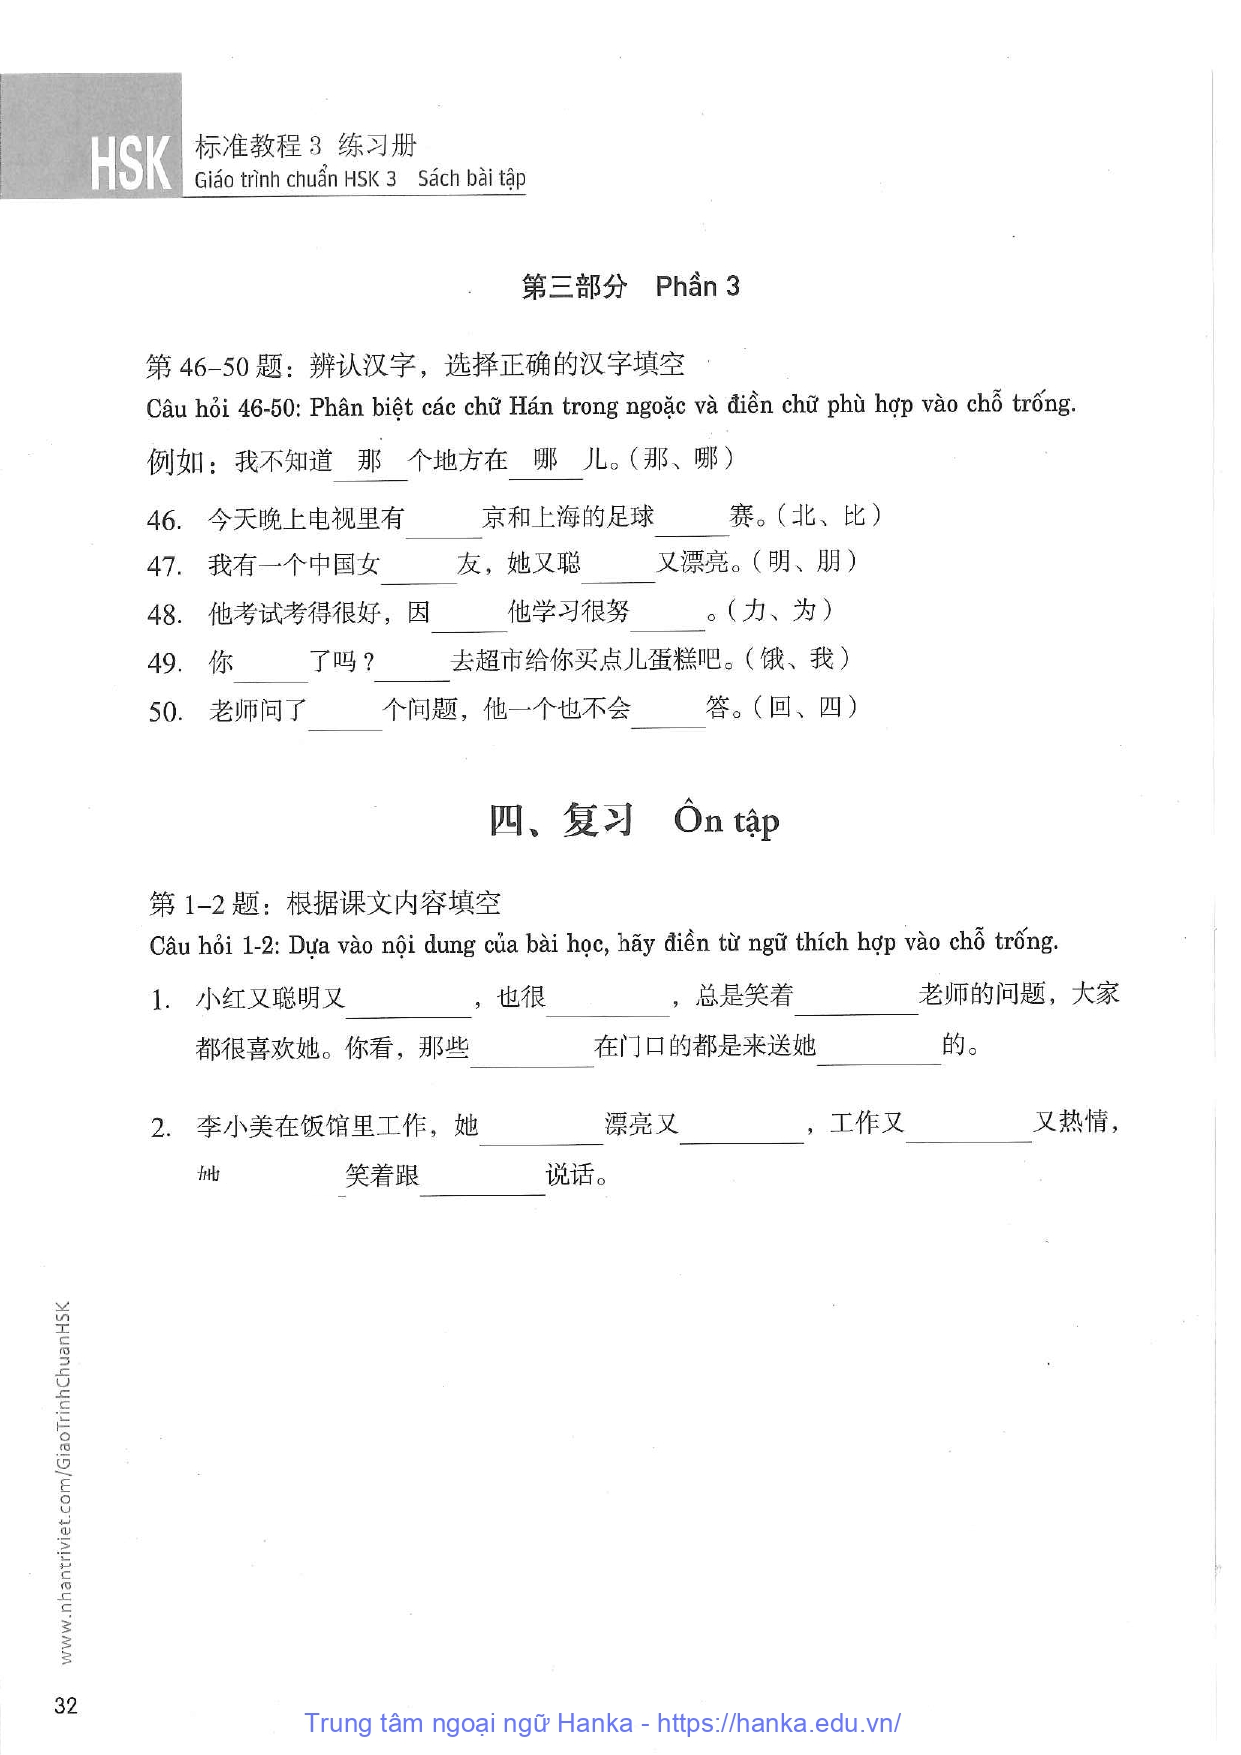 HSK 标准教程 3 练习册
Giáo trình chuẩn HSK 3 Sách bài tập
第三部分 Phần 3
第 46–50 题：辨认汉字，选择正确的汉字填空
Câu hỏi 46-50: Phân biệt các chữ Hán trong ngoặc và điền chữ phù hợp vào chỗ trống.
例如：我不知道 那 个地方在 哪 儿。（那、哪）
46. 今天晚上电视里有______京和上海的足球______赛。（北、比）
47. 我有一个中国女______友，她又聪______又漂亮。（明、朋）
48. 他考试考得很好，因______他学习很努______。（力、为）
49. 你______了吗？______去超市给你买点儿蛋糕吧。（饿、我）
50. 老师问了______个问题，他一个也不会______答。（回、四）
四、复习 Ôn tập
第 1–2 题：根据课文内容填空
Câu hỏi 1-2: Dựa vào nội dung của bài học, hãy điền từ ngữ thích hợp vào chỗ trống.
1. 小红又聪明又__________，也很__________，总是笑着__________老师的问题，大家
都很喜欢她。你看，那些__________在门口的都是来送她__________的。
2. 李小美在饭馆里工作，她__________漂亮又__________，工作又__________又热情，
她 _笑着跟__________说话。
www.nhantriviet.com/GiaoTrinhChuanHSK
32
Trung tâm ngoại ngữ Hanka - https://hanka.edu.vn/